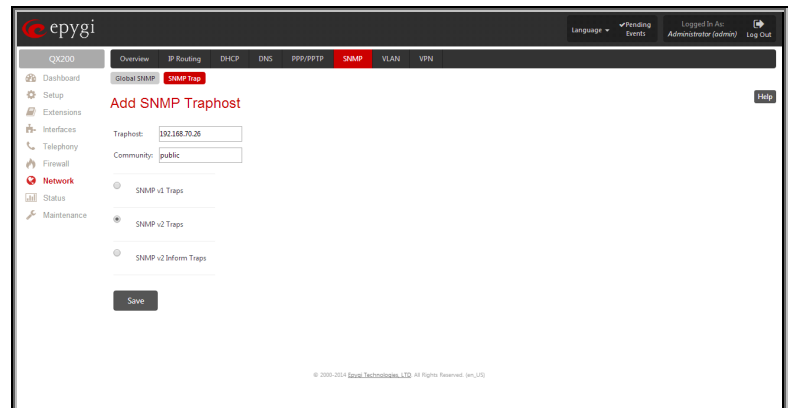 epygi
Language
Pending Events
Logged In As:
Administrator (admin)
Log Out
QX200
Overview IP Routing DHCP DNS PPP/PPTP SNMP VLAN VPN
Dashboard
Setup
Extensions
Interfaces
Telephony
Firewall
Network
Status
Maintenance
Global SNMP SNMP Trap
Help
Add SNMP Traphost
Traphost: 192.168.70.26
Community: public
SNMP v1 Traps
SNMP v2 Traps
SNMP v2 Inform Traps
Save
© 2000-2014 Epygi Technologies, LTD. All Rights Reserved. (en_US)